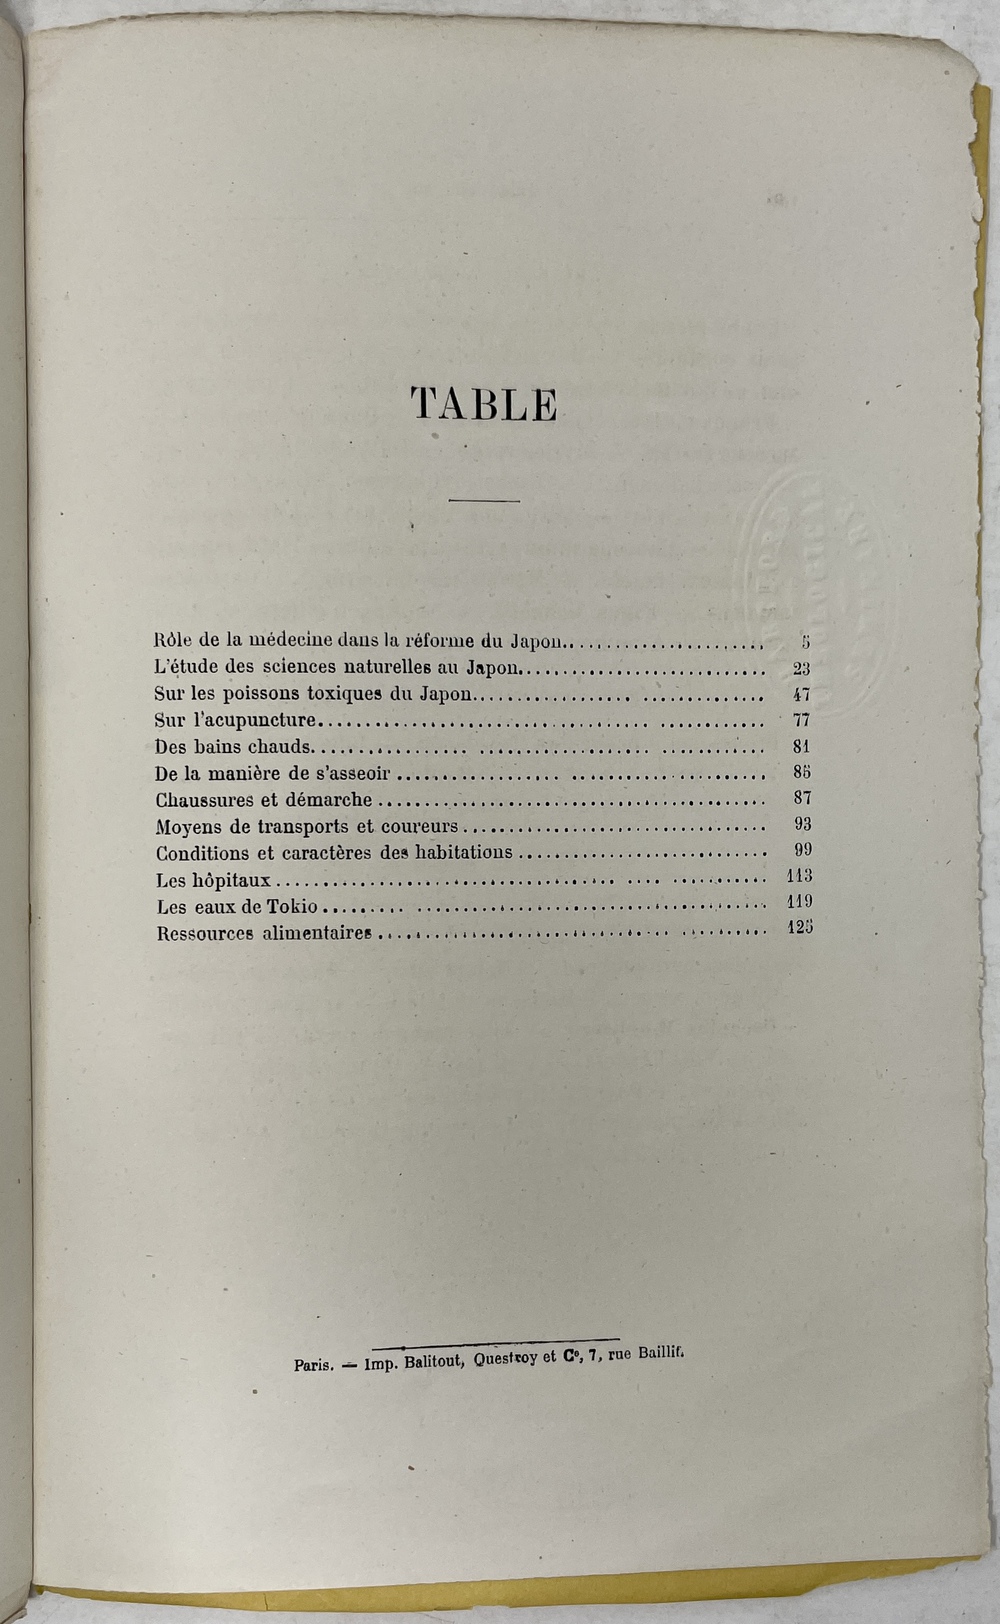 TABLE
Rôle de la médecine dans la réforme du Japon........................ 5
L'étude des sciences naturelles au Japon........................... 23
Sur les poissons toxiques du Japon............................... 47
Sur l'acupuncture................................................ 77
Des bains chauds................................................. 81
De la manière de s'asseoir ...................................... 85
Chaussures et démarche .......................................... 87
Moyens de transports et coureurs................................. 93
Conditions et caractères des habitations ........................... 99
Les hôpitaux .................................................... 113
Les eaux de Tokio ............................................... 119
Ressources alimentaires .......................................... 125
Paris. — Imp. Balitout, Questroy et Cᵉ, 7, rue Baillif.